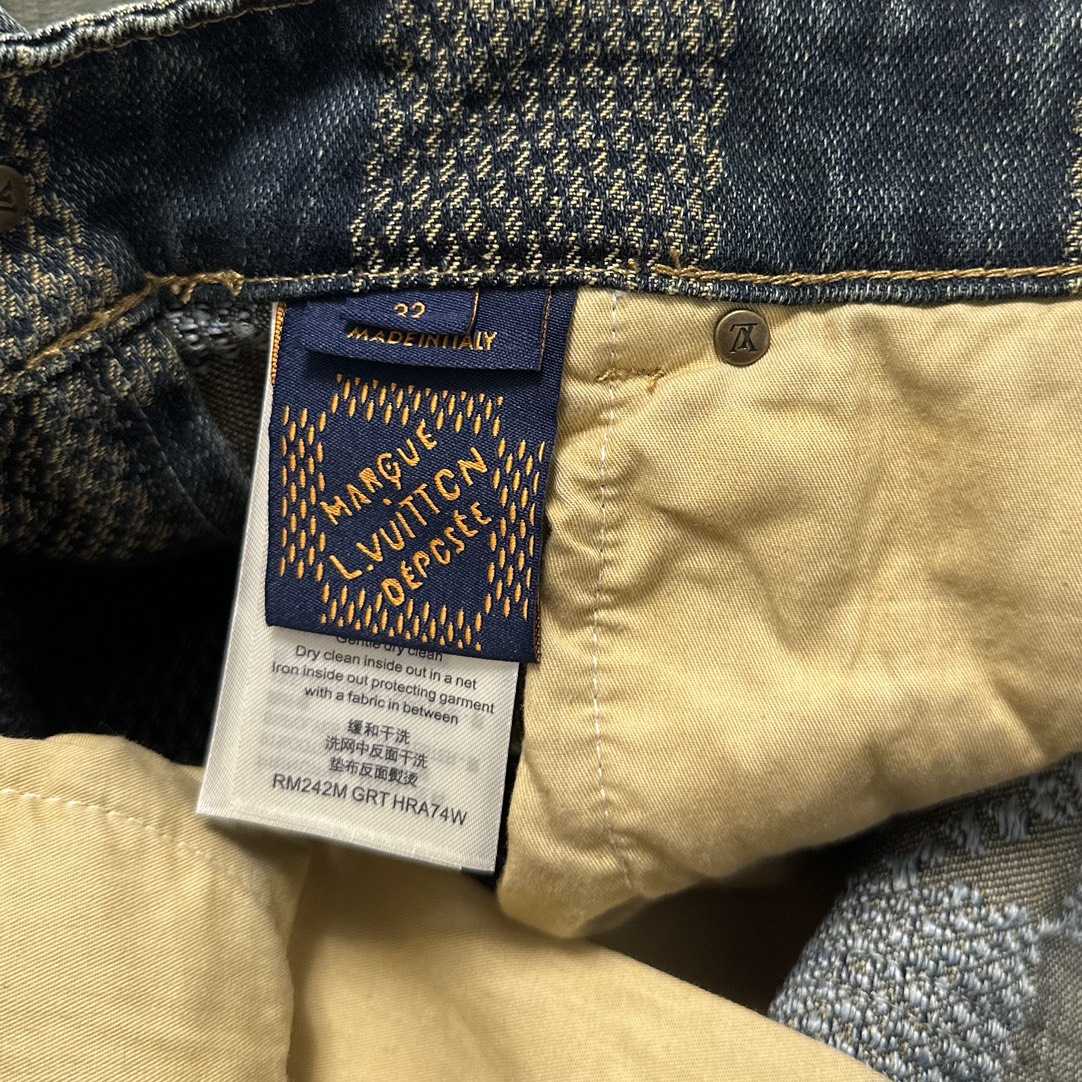 32
MADE IN ITALY
MARQUE
L.VUITTON
DÉPOSÉE
Gentle dry clean
Dry clean inside out in a net
Iron inside out protecting garment
with a fabric in between
缓和干洗
洗网中反面干洗
垫布反面熨烫
RM242M GRT HRA74W